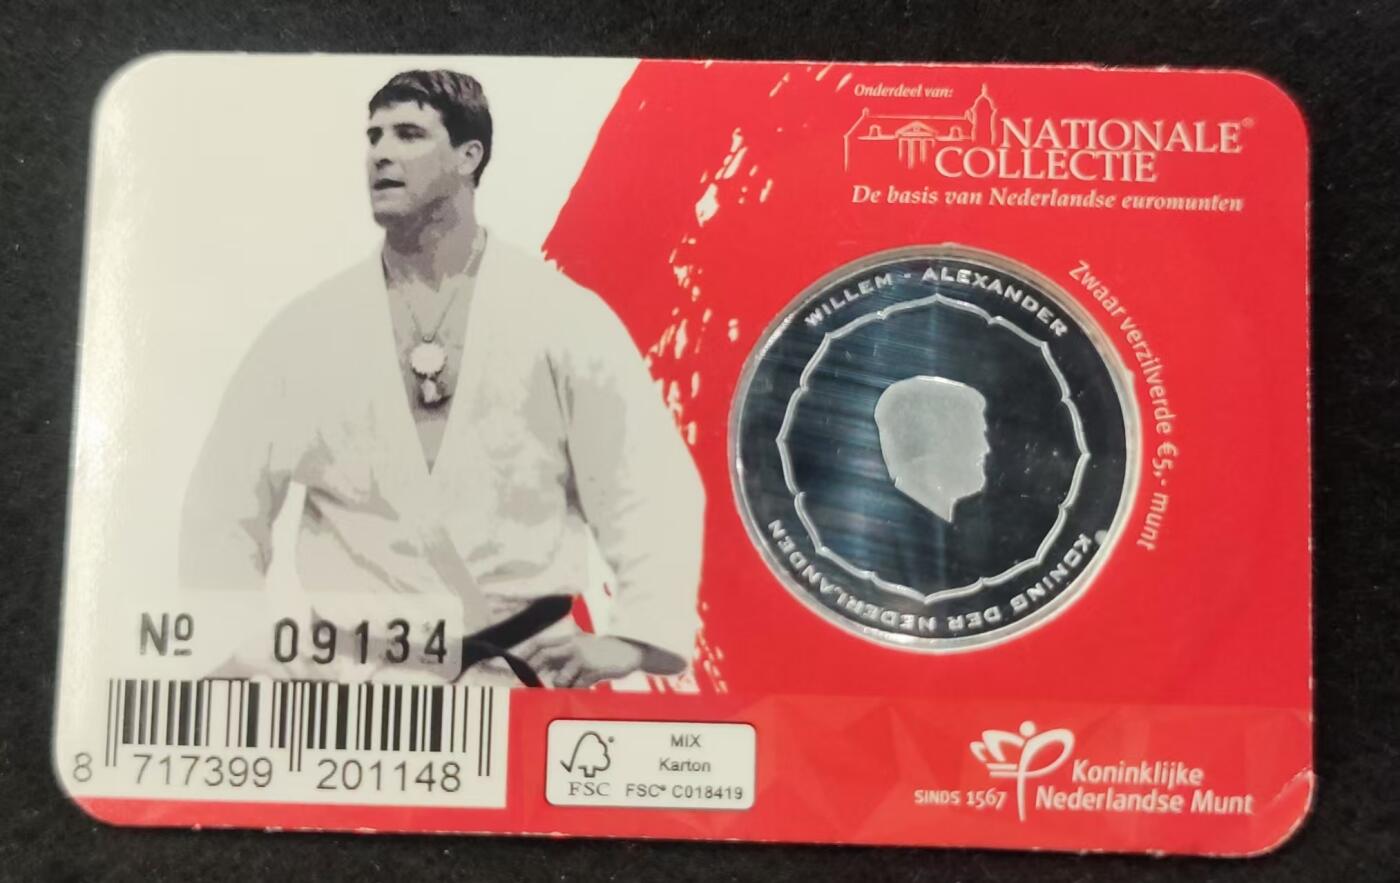 Onderdeel van:
NATIONALE®
COLLECTIE
De basis van Nederlandse euromunten
WILLEM - ALEXANDER
KONING DER NEDERLANDEN
Zwaar verzilverde €5,- munt
Nº 09134
8 717399 201148
FSC®
MIX
Karton
FSC® C018419
SINDS 1567
Koninklijke
Nederlandse Munt